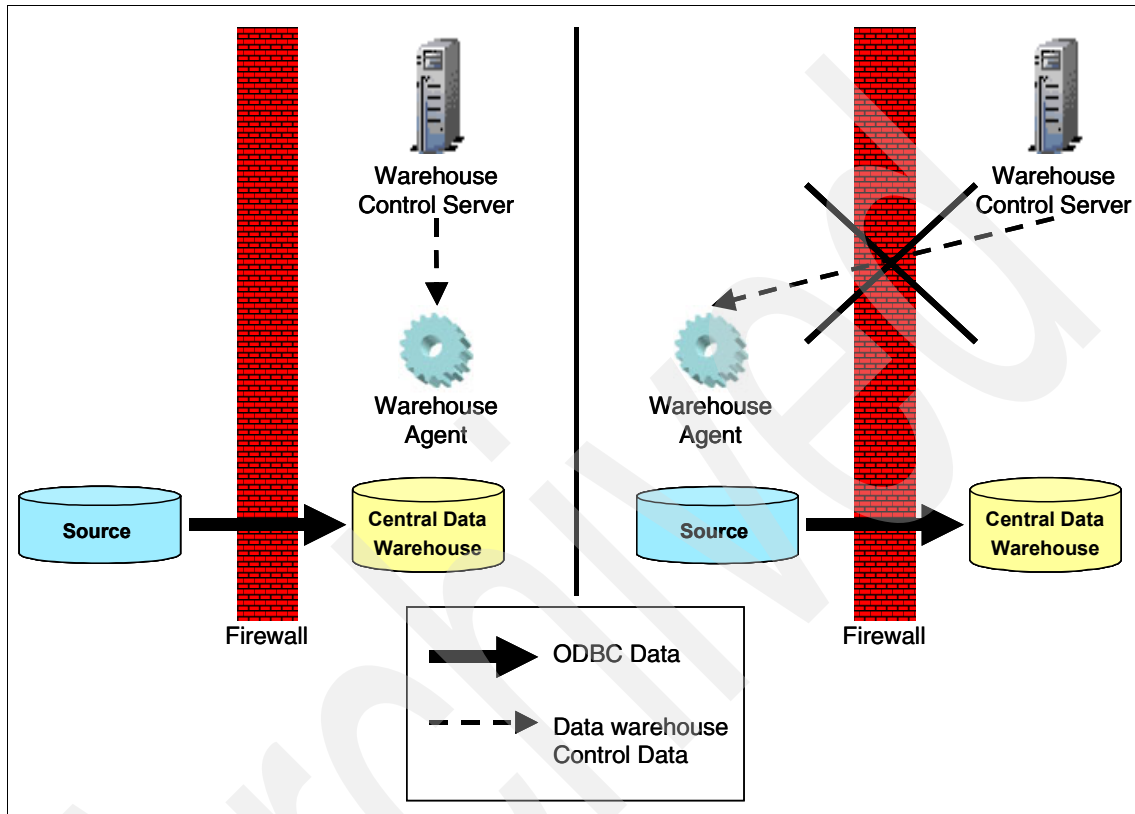 Warehouse
Control Server
Warehouse
Agent
Source
Central Data
Warehouse
Firewall
Warehouse
Control Server
Warehouse
Agent
Source
Central Data
Warehouse
Firewall
ODBC Data
Data warehouse
Control Data